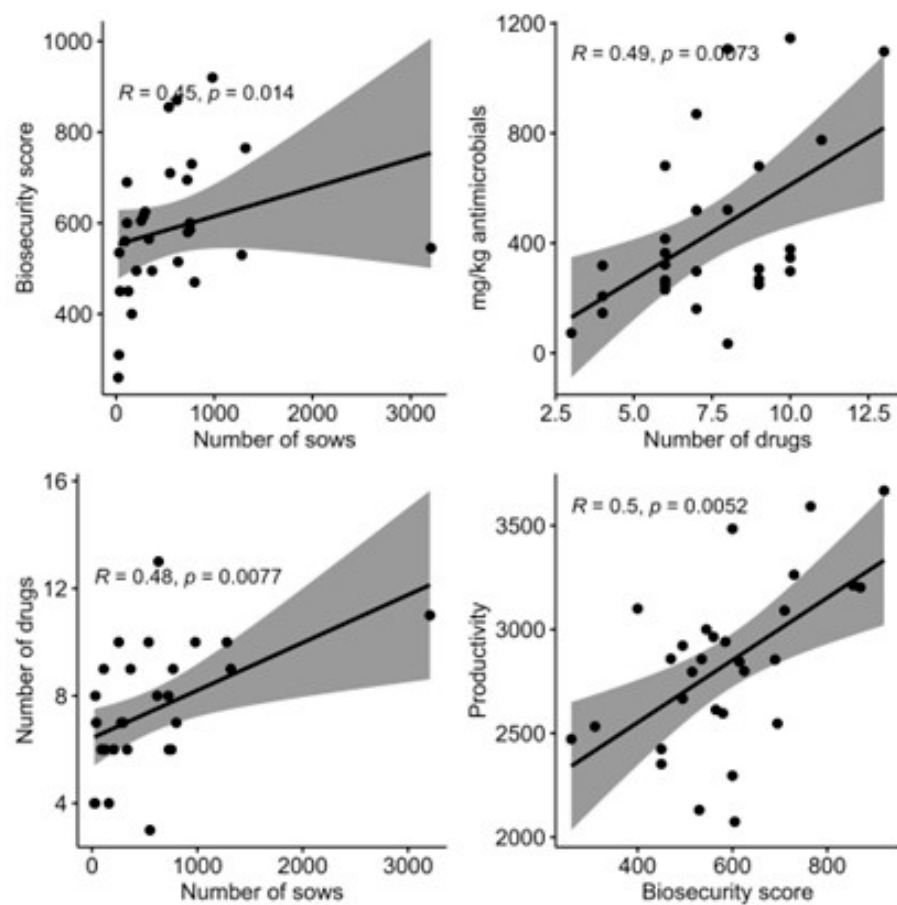 1000
800
600
400
Biosecurity score
R = 0.45, p = 0.014
0
1000
2000
3000
Number of sows
1200
800
400
0
mg/kg antimicrobials
R = 0.49, p = 0.0073
2.5
5.0
7.5
10.0
12.5
Number of drugs
16
12
8
4
Number of drugs
R = 0.48, p = 0.0077
0
1000
2000
3000
Number of sows
3500
3000
2500
2000
Productivity
R = 0.5, p = 0.0052
400
600
800
Biosecurity score